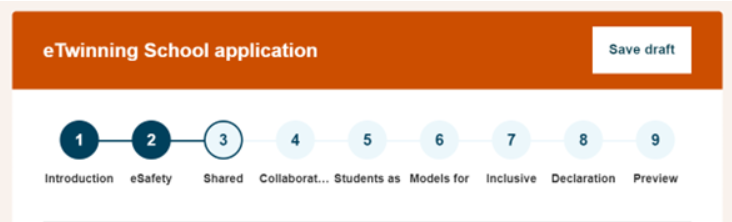 eTwinning School application
Save draft
1 2 3 4 5 6 7 8 9
Introduction eSafety Shared Collaborat... Students as Models for Inclusive Declaration Preview